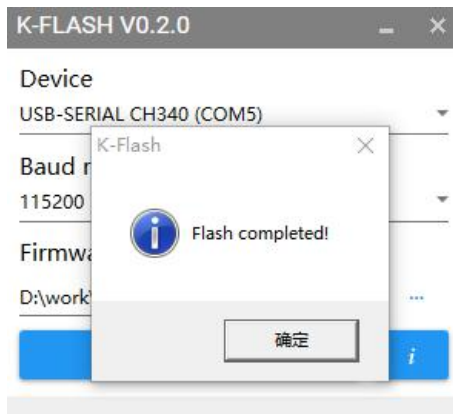 K-FLASH V0.2.0
Device
USB-SERIAL CH340 (COM5)
K-Flash
Baud r
115200
Flash completed!
Firmwa
D:\work\
...
确定
i